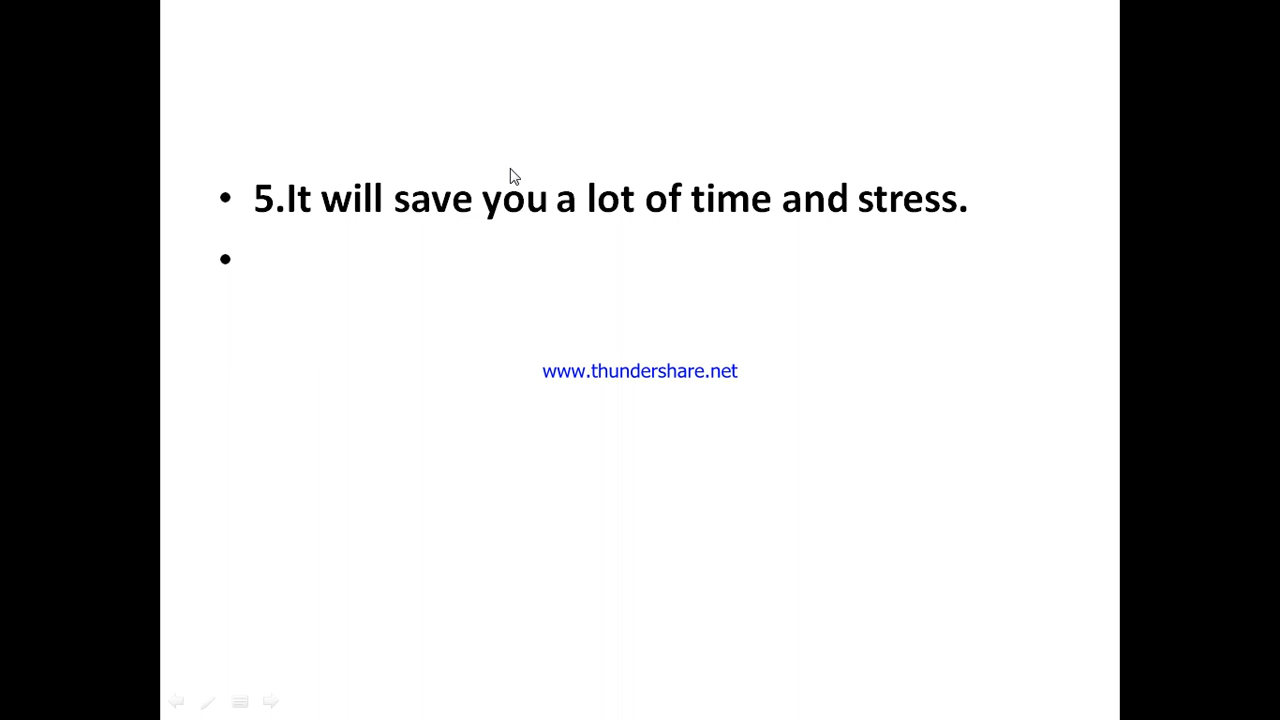 • 5.It will save you a lot of time and stress.
•
www.thundershare.net